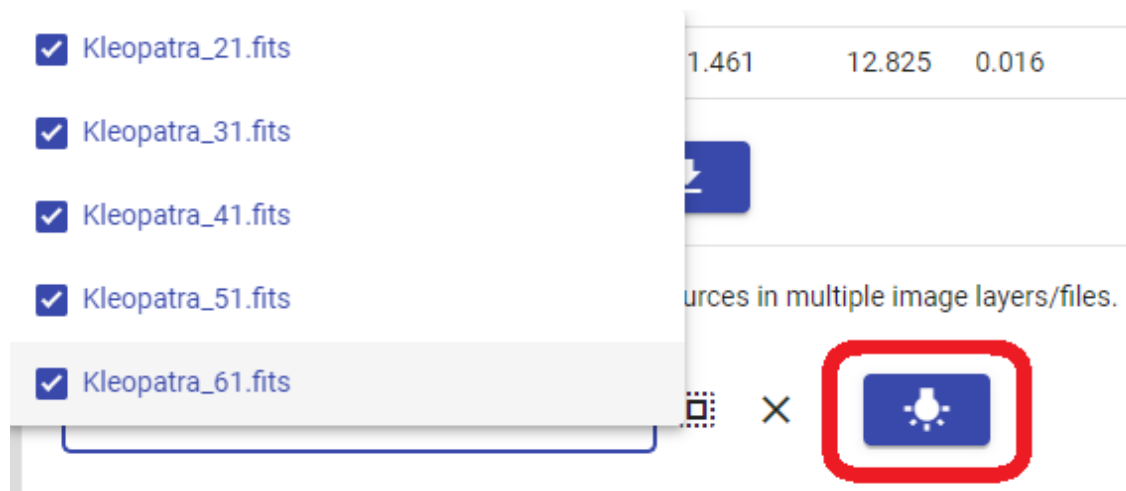 Kleopatra_21.fits
1.461 12.825 0.016
Kleopatra_31.fits
Kleopatra_41.fits
Kleopatra_51.fits
in multiple image layers/files.
Kleopatra_61.fits